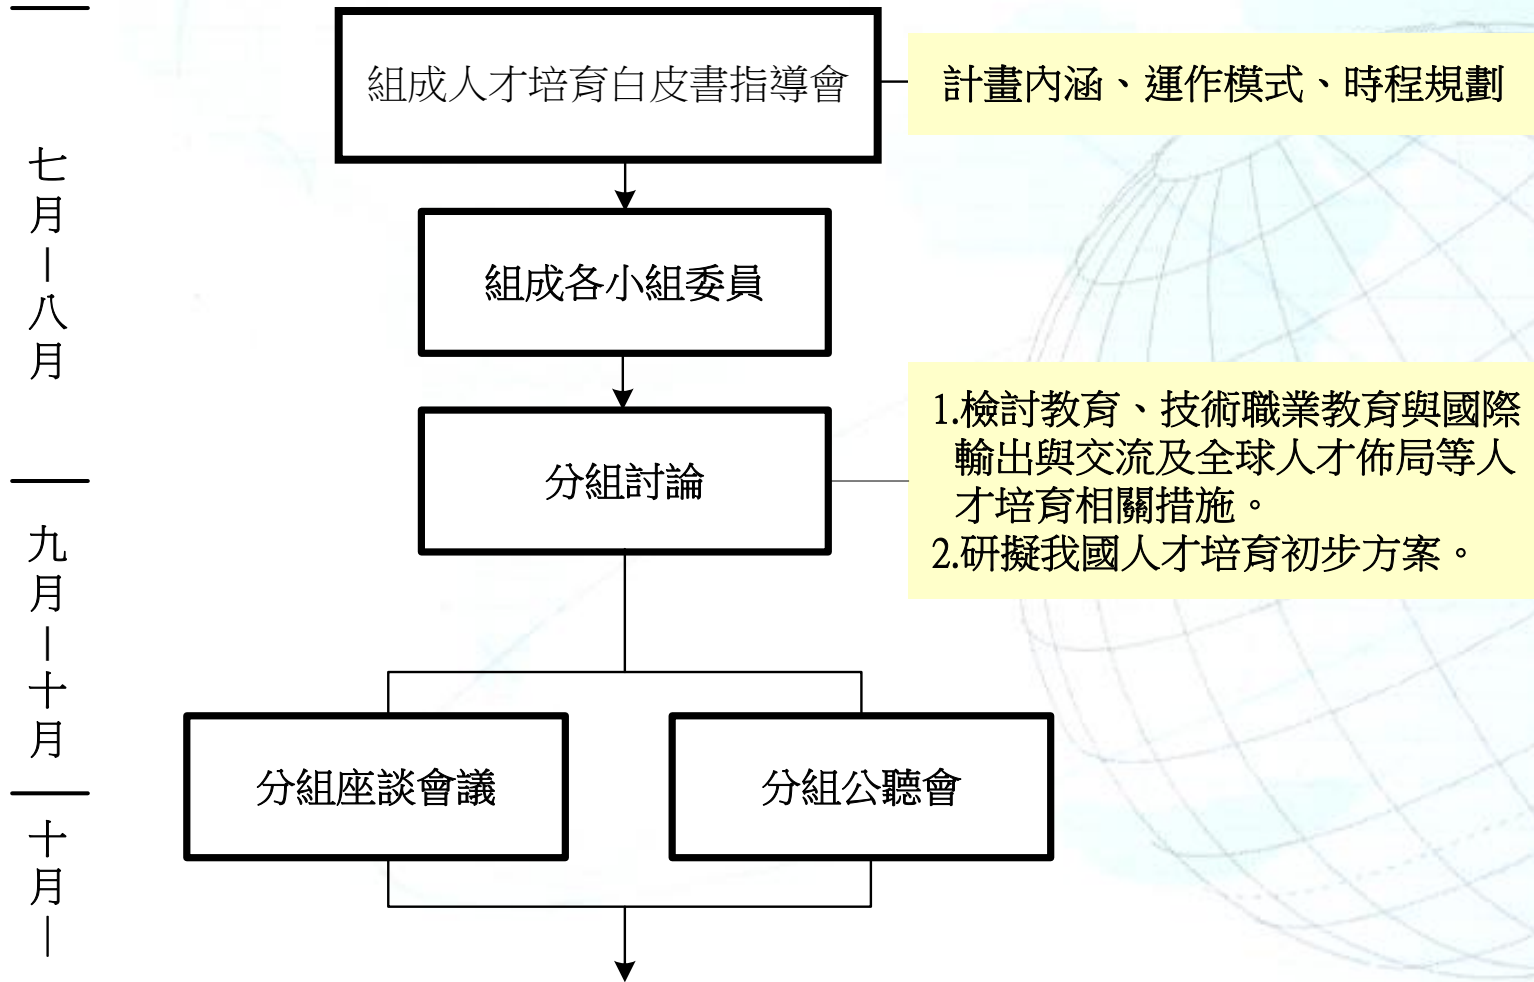 組成人才培育白皮書指導會
計畫內涵、運作模式、時程規劃
七月－八月
組成各小組委員
分組討論
1.檢討教育、技術職業教育與國際
輸出與交流及全球人才佈局等人
才培育相關措施。
2.研擬我國人才培育初步方案。
九月－十月
分組座談會議
分組公聽會
十月－